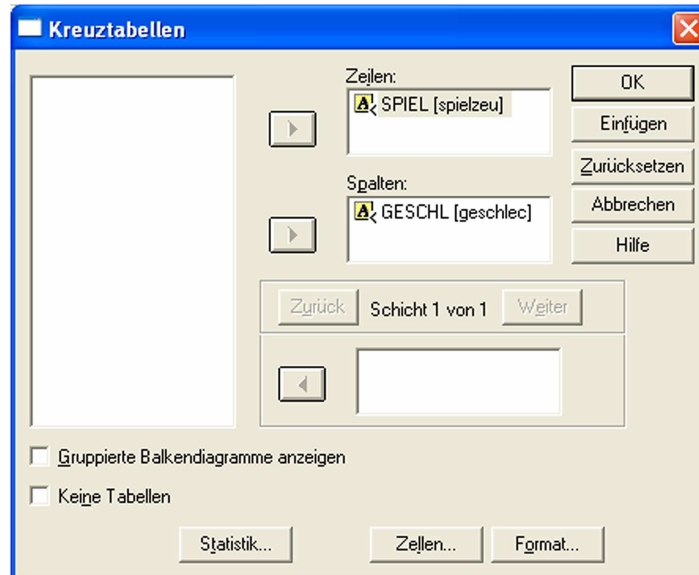 Kreuztabellen
Zeilen:
SPIEL [spielzeu]
Spalten:
GESCHL [geschlec]
OK
Einfügen
Zurücksetzen
Abbrechen
Hilfe
Zurück
Schicht 1 von 1
Weiter
Gruppierte Balkendiagramme anzeigen
Keine Tabellen
Statistik...
Zellen...
Format...